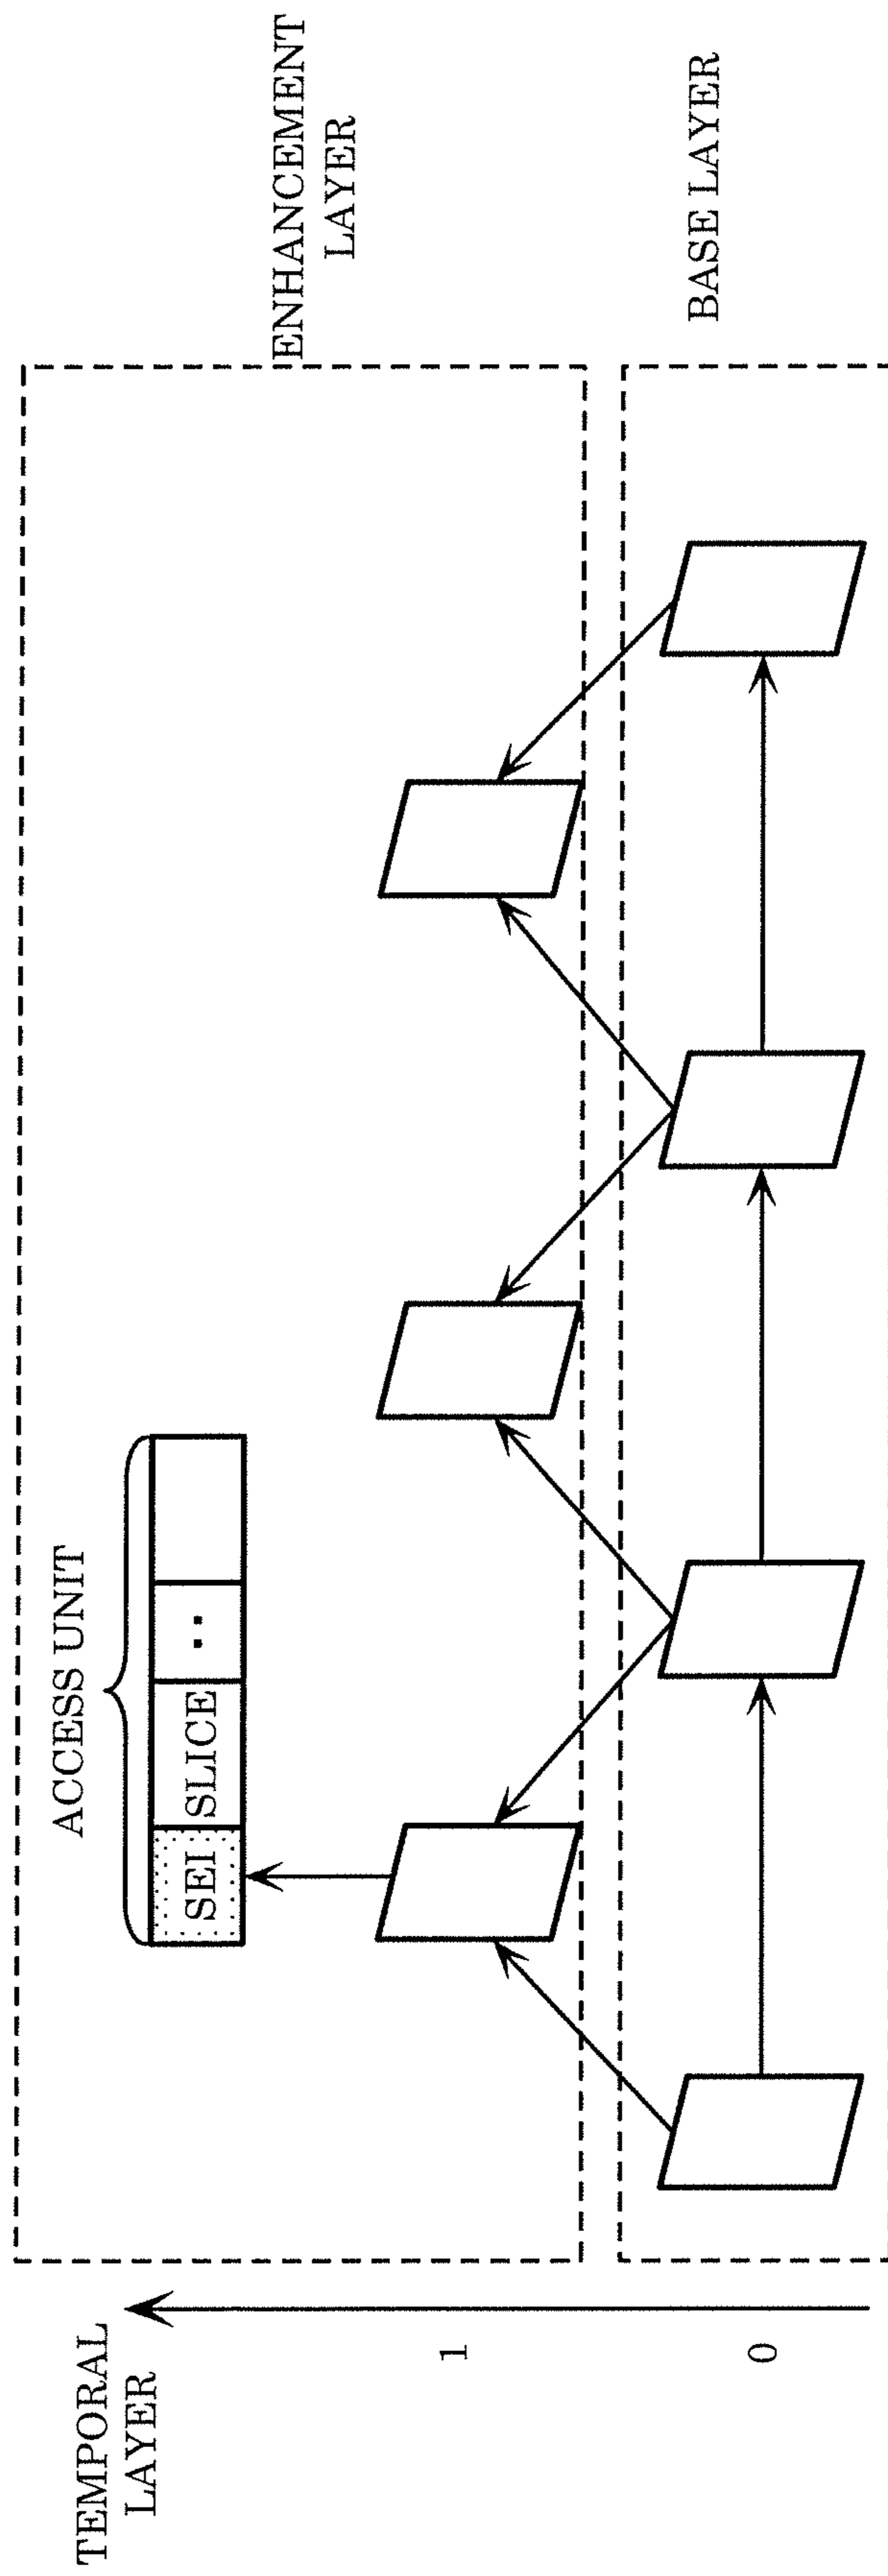 TEMPORAL
LAYER
1
0
ACCESS UNIT
SEI SLICE ..
ENHANCEMENT
LAYER
BASE LAYER